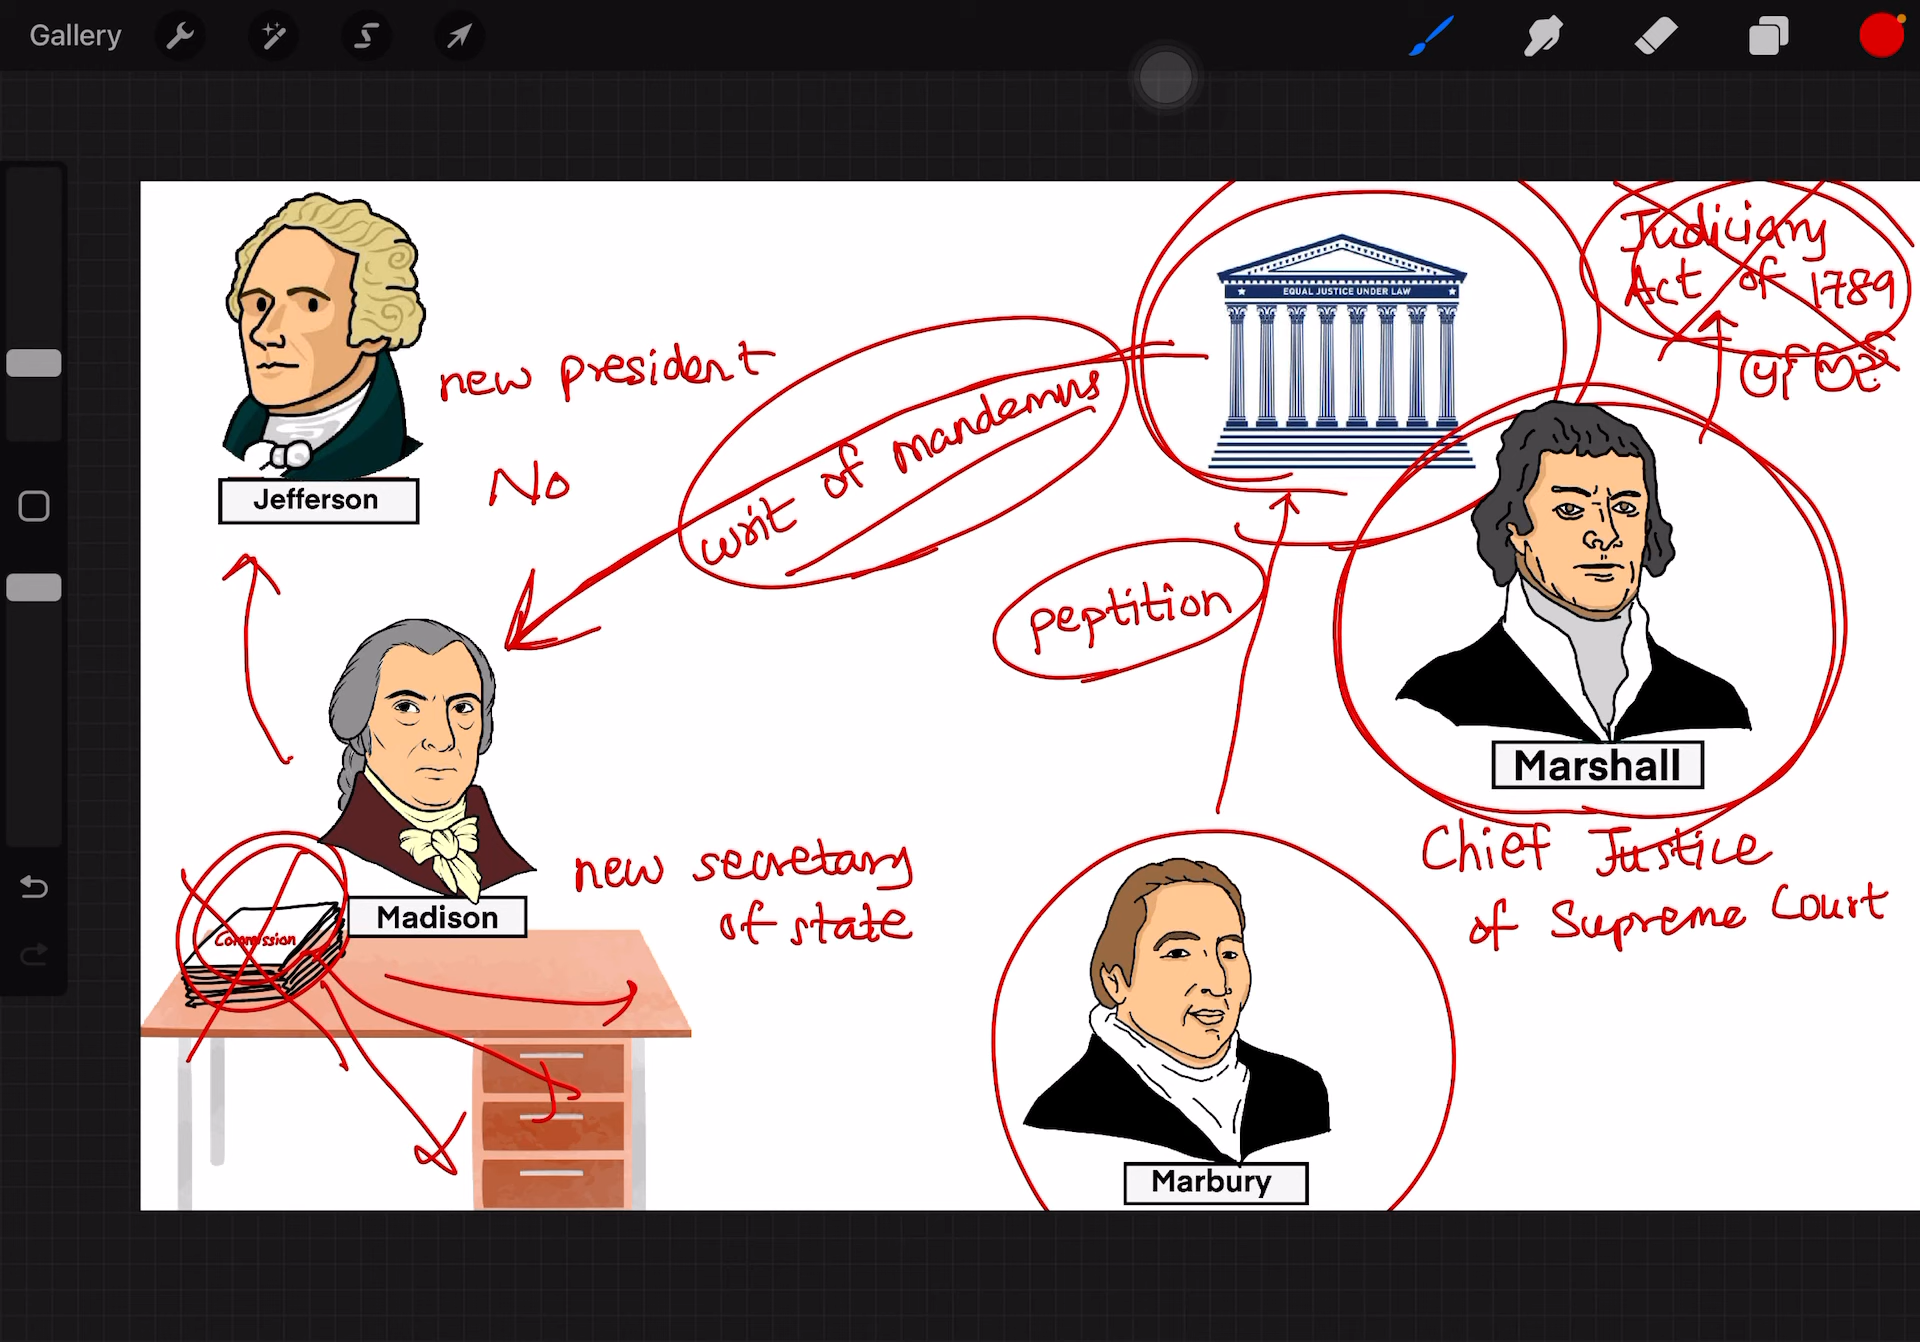 Gallery
EQUAL JUSTICE UNDER LAW
Judiciary
Act of 1789
new president
No
Jefferson
writ of mandemus
peptition
Marshall
Chief Justice
of Supreme Court
new secretary
of state
Madison
Commission
Marbury